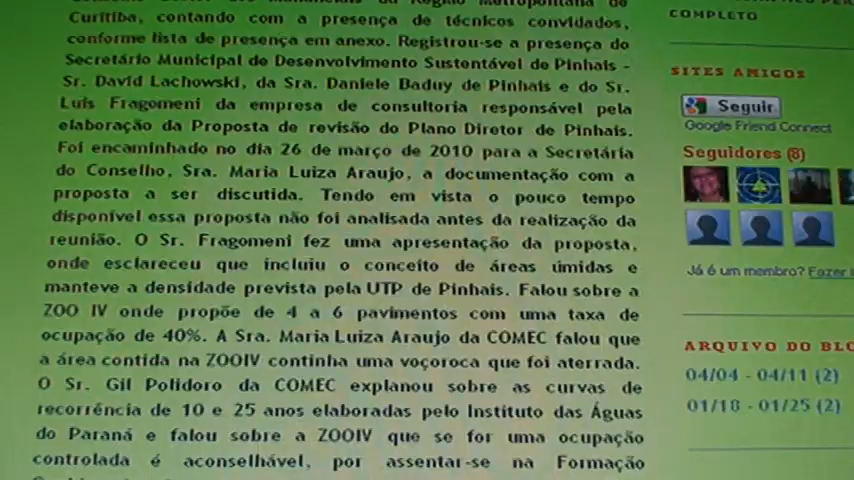 Região Metropolitana de
Curitiba, contando com a presença de técnicos convidados,
conforme lista de presença em anexo. Registrou-se a presença do
Secretário Municipal de Desenvolvimento Sustentável de Pinhais -
Sr. David Lachowski, da Sra. Daniele Baduy de Pinhais e do Sr.
Luis Fragomeni da empresa de consultoria responsável pela
elaboração da Proposta de revisão do Plano Diretor de Pinhais.
Foi encaminhado no dia 26 de março de 2010 para a Secretária
do Conselho, Sra. Maria Luiza Araujo, a documentação com a
proposta a ser discutida. Tendo em vista o pouco tempo
disponível essa proposta não foi analisada antes da realização da
reunião. O Sr. Fragomeni fez uma apresentação da proposta,
onde esclareceu que incluiu o conceito de áreas úmidas e
manteve a densidade prevista pela UTP de Pinhais. Falou sobre a
ZOO IV onde propõe de 4 a 6 pavimentos com uma taxa de
ocupação de 40%. A Sra. Maria Luiza Araujo da COMEC falou que
a área contida na ZOOIV continha uma voçoroca que foi aterrada.
O Sr. Gil Polidoro da COMEC explanou sobre as curvas de
recorrência de 10 e 25 anos elaboradas pelo Instituto das Águas
do Paraná e falou sobre a ZOOIV que se for uma ocupação
controlada é aconselhável, por assentar-se na Formação
COMPLETO
SITES AMIGOS
Seguir
Google Friend Connect
Seguidores (8)
Já é um membro? Fazer
ARQUIVO DO BLO
04/04 - 04/11 (2)
01/18 - 01/25 (2)